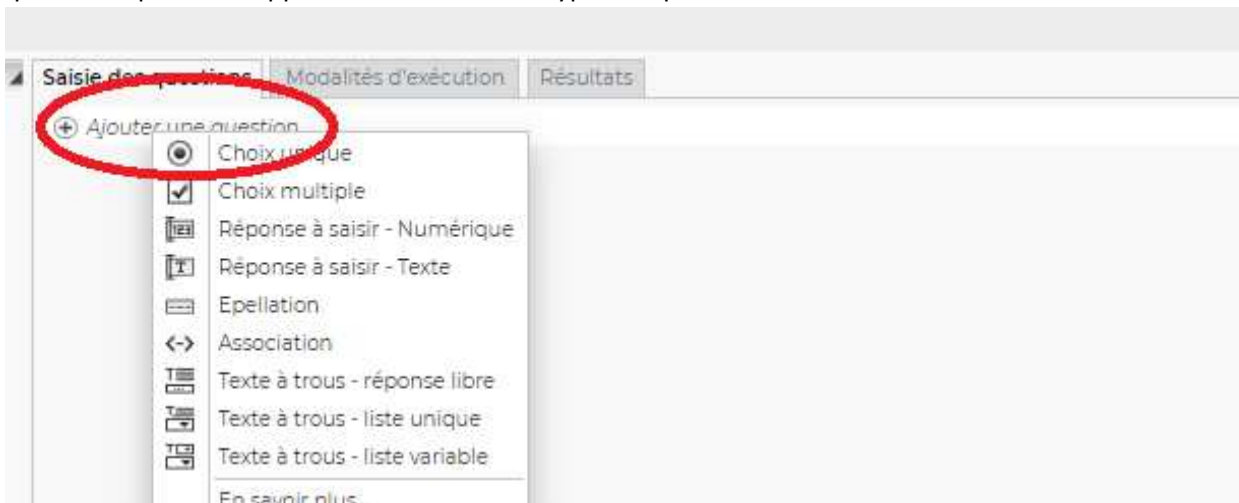 Saisie des questions Modalités d'exécution Résultats
Ajouter une question
Choix unique
Choix multiple
Réponse à saisir - Numérique
Réponse à saisir - Texte
Epellation
Association
Texte à trous - réponse libre
Texte à trous - liste unique
Texte à trous - liste variable
En savoir plus